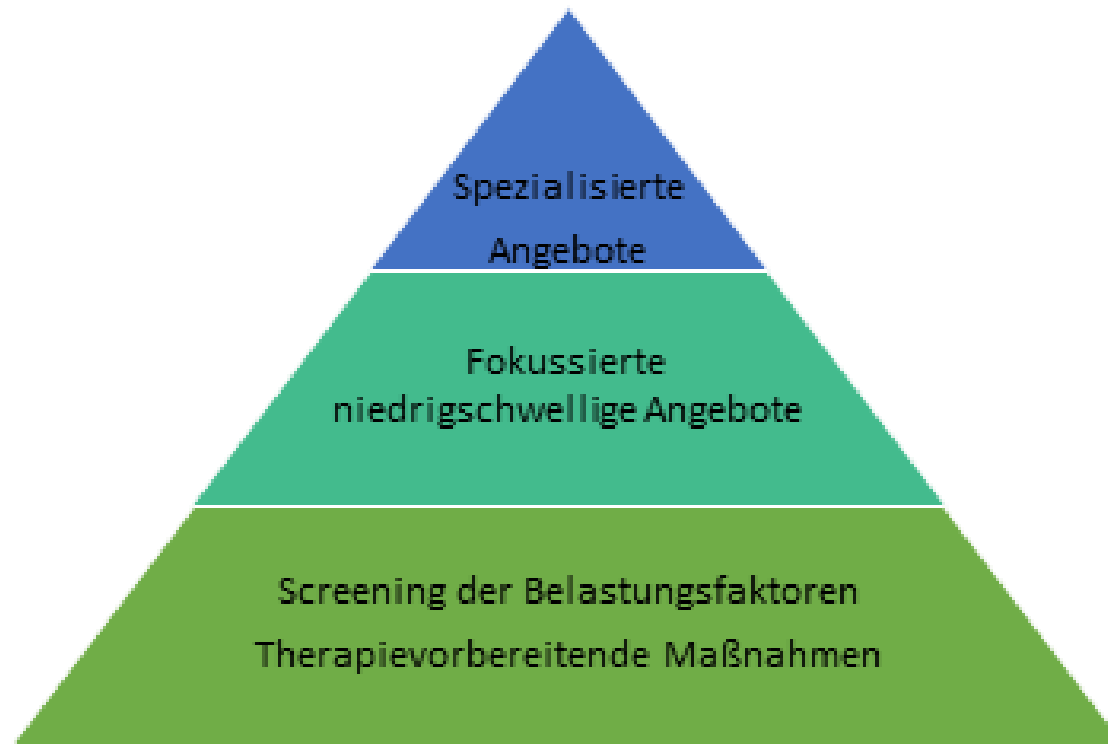 Spezialisierte
Angebote
Fokussierte
niedrigschwellige Angebote
Screening der Belastungsfaktoren
Therapievorbereitende Maßnahmen